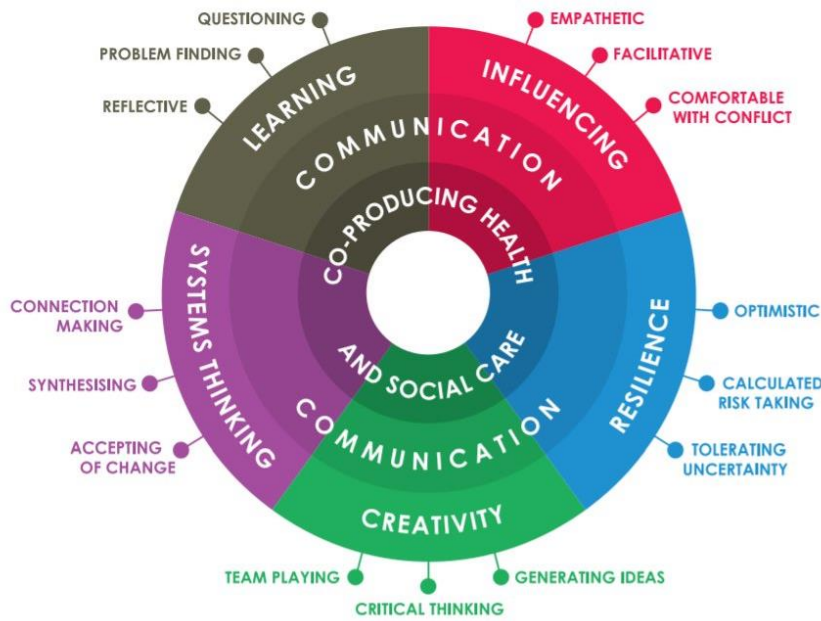 QUESTIONING
PROBLEM FINDING
REFLECTIVE
LEARNING
EMPATHETIC
FACILITATIVE
COMFORTABLE
WITH CONFLICT
INFLUENCING
COMMUNICATION
CO-PRODUCING HEALTH
AND SOCIAL CARE
COMMUNICATION
SYSTEMS THINKING
CONNECTION
MAKING
SYNTHESISING
ACCEPTING
OF CHANGE
RESILIENCE
OPTIMISTIC
CALCULATED
RISK TAKING
TOLERATING
UNCERTAINTY
CREATIVITY
TEAM PLAYING
CRITICAL THINKING
GENERATING IDEAS